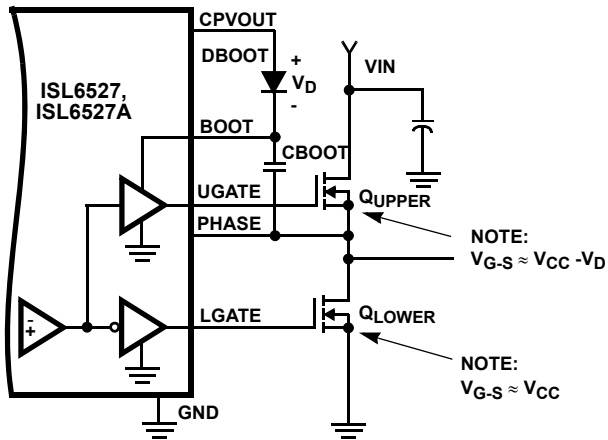 CPVOUT
DBOOT
+
VD
-
VIN
ISL6527,
ISL6527A
BOOT
CBOOT
UGATE
QUPPER
PHASE
NOTE:
VG-S ≈ VCC -VD
-
+
LGATE
QLOWER
NOTE:
VG-S ≈ VCC
GND